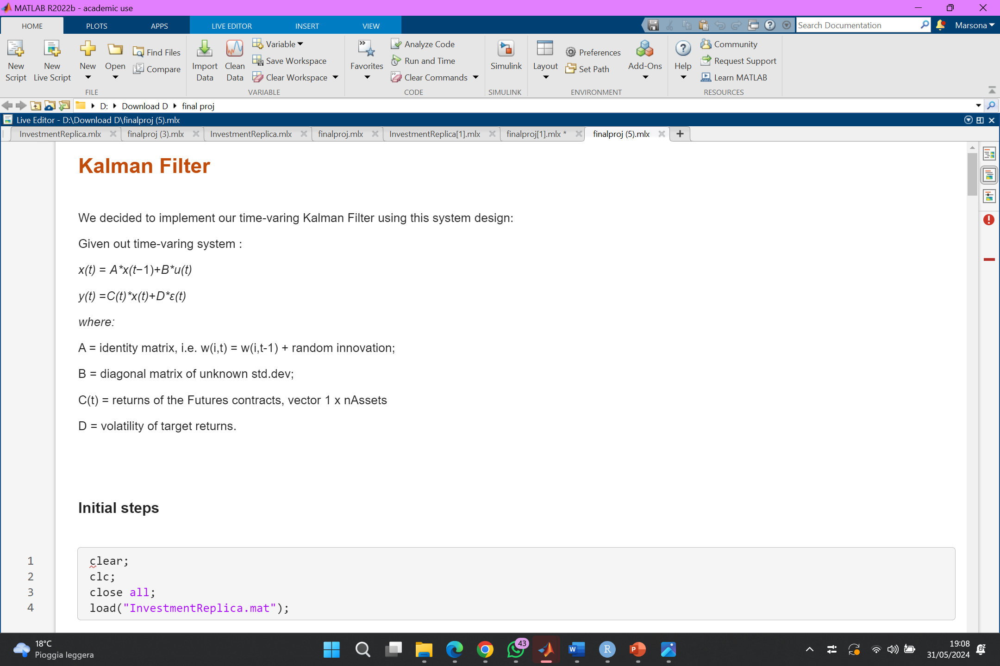 MATLAB R2022b - academic use
HOME PLOTS APPS LIVE EDITOR INSERT VIEW Search Documentation Marsona
New Script
New Live Script
New
Open
Find Files
Compare
FILE
Import Data
Clean Data
Variable
Save Workspace
Clear Workspace
VARIABLE
Favorites
Analyze Code
Run and Time
Clear Commands
CODE
Simulink
SIMULINK
Layout
Preferences
Set Path
Add-Ons
ENVIRONMENT
Help
Community
Request Support
Learn MATLAB
RESOURCES
D: Download D final proj
Live Editor - D:\Download D\finalproj (5).mlx
InvestmentReplica.mlx finalproj (3).mlx InvestmentReplica.mlx finalproj.mlx InvestmentReplica[1].mlx finalproj[1].mlx * finalproj (5).mlx
Kalman Filter
We decided to implement our time-varing Kalman Filter using this system design:
Given out time-varing system :
x(t) = A*x(t−1)+B*u(t)
y(t) =C(t)*x(t)+D*ε(t)
where:
A = identity matrix, i.e. w(i,t) = w(i,t-1) + random innovation;
B = diagonal matrix of unknown std.dev;
C(t) = returns of the Futures contracts, vector 1 x nAssets
D = volatility of target returns.
Initial steps
1 clear;
2 clc;
3 close all;
4 load("InvestmentReplica.mat");
18°C
Pioggia leggera
43
19:08
31/05/2024